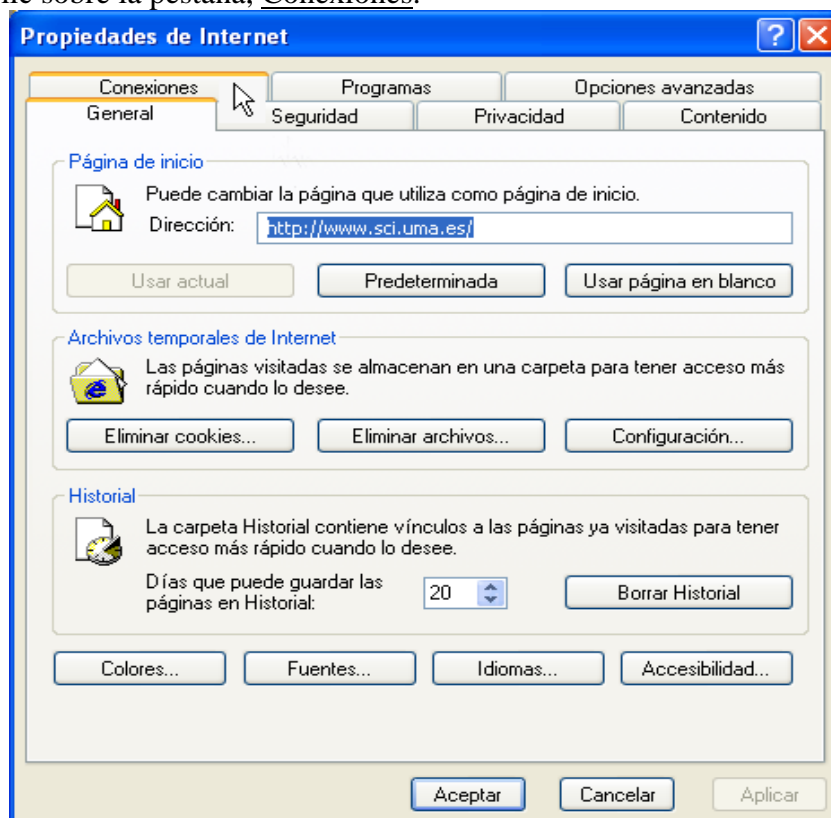 sobre la pestaña, Conexiones.
Propiedades de Internet
Conexiones Programas Opciones avanzadas
General Seguridad Privacidad Contenido
Página de inicio
Puede cambiar la página que utiliza como página de inicio.
Dirección: http://www.sci.uma.es/
Usar actual Predeterminada Usar página en blanco
Archivos temporales de Internet
Las páginas visitadas se almacenan en una carpeta para tener acceso más
rápido cuando lo desee.
Eliminar cookies... Eliminar archivos... Configuración...
Historial
La carpeta Historial contiene vínculos a las páginas ya visitadas para tener
acceso más rápido cuando lo desee.
Días que puede guardar las
páginas en Historial: 20 Borrar Historial
Colores... Fuentes... Idiomas... Accesibilidad...
Aceptar Cancelar Aplicar